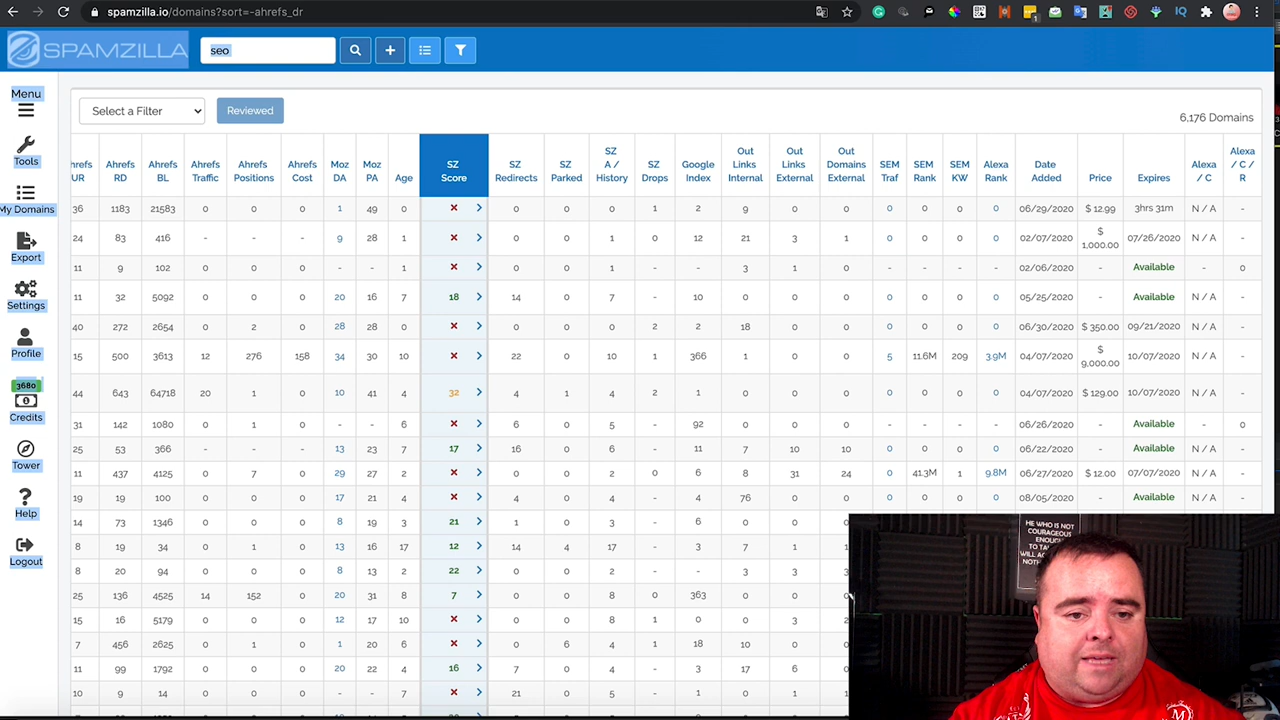 spamzilla.io/domains?sort=-ahrefs_dr
SPAMZILLA
seo
Menu
Tools
My Domains
Export
Settings
Profile
3680
Credits
Tower
Help
Logout
Select a Filter
Reviewed
6,176 Domains
hrefs UR Ahrefs RD Ahrefs BL Ahrefs Traffic Ahrefs Positions Ahrefs Cost Moz DA Moz PA Age SZ Score SZ Redirects SZ Parked SZ A / History SZ Drops Google Index Out Links Internal Out Links External Out Domains External SEM Traf SEM Rank SEM KW Alexa Rank Date Added Price Expires Alexa / C Alexa / C / R
36 1183 21583 0 0 0 1 49 0 0 0 0 1 2 9 0 0 0 0 06/29/2020 $ 12.99 3hrs 31m N / A -
24 83 416 - - - 9 28 1 0 0 1 0 12 21 3 1 0 0 0 0 02/07/2020 $ 1,000.00 07/26/2020 N / A -
11 9 102 0 0 0 - - 1 0 0 1 - - 3 1 0 - - - - 02/06/2020 Available - 0
11 32 5092 0 0 0 20 16 7 18 14 0 7 - 10 0 0 0 0 0 0 0 05/25/2020 - Available N / A -
40 272 2654 0 2 0 28 28 0 0 0 2 2 18 0 0 0 0 0 0 06/30/2020 $ 350.00 09/21/2020 N / A -
15 500 3613 12 276 158 34 30 10 22 0 10 1 366 1 0 0 5 11.6M 209 3.9M 04/07/2020 $ 9,000.00 10/07/2020 N / A -
44 643 64718 20 1 0 10 41 4 32 4 1 4 2 1 0 0 0 0 0 0 0 04/07/2020 $ 129.00 10/07/2020 N / A -
31 142 1080 0 1 0 - - 6 6 0 5 - 92 0 0 0 - - - - 06/26/2020 Available - 0
25 53 366 - - - 13 23 7 17 16 0 6 - 11 7 10 10 0 0 0 0 06/22/2020 - Available N / A -
11 437 4125 0 7 0 29 27 2 0 0 2 0 6 8 31 24 0 41.3M 1 9.8M 06/27/2020 $ 12.00 07/07/2020 N / A -
19 19 100 0 0 0 17 21 4 4 0 4 - 4 76 0 0 0 0 0 0 08/05/2020 - Available N / A -
14 73 1346 0 0 0 8 19 3 21 1 0 3 - 6 0 0 0
8 19 34 0 1 0 13 16 17 12 14 4 17 - 3 7 1
8 20 94 0 0 0 8 13 2 22 0 0 2 - - 3 3
25 136 4525 14 152 0 20 31 8 7 0 0 8 0 363 0 0
15 16 5179 0 0 0 12 17 10 0 0 8 1 0 0 3
7 456 2625 0 1 0 1 20 6 0 6 4 1 18 10 0
11 99 1792 0 0 0 20 22 4 16 7 0 4 - 3 17 6
10 9 14 0 0 0 - - 7 21 0 5 - 1 0 1
HE WHO IS NOT
COURAGEOUS